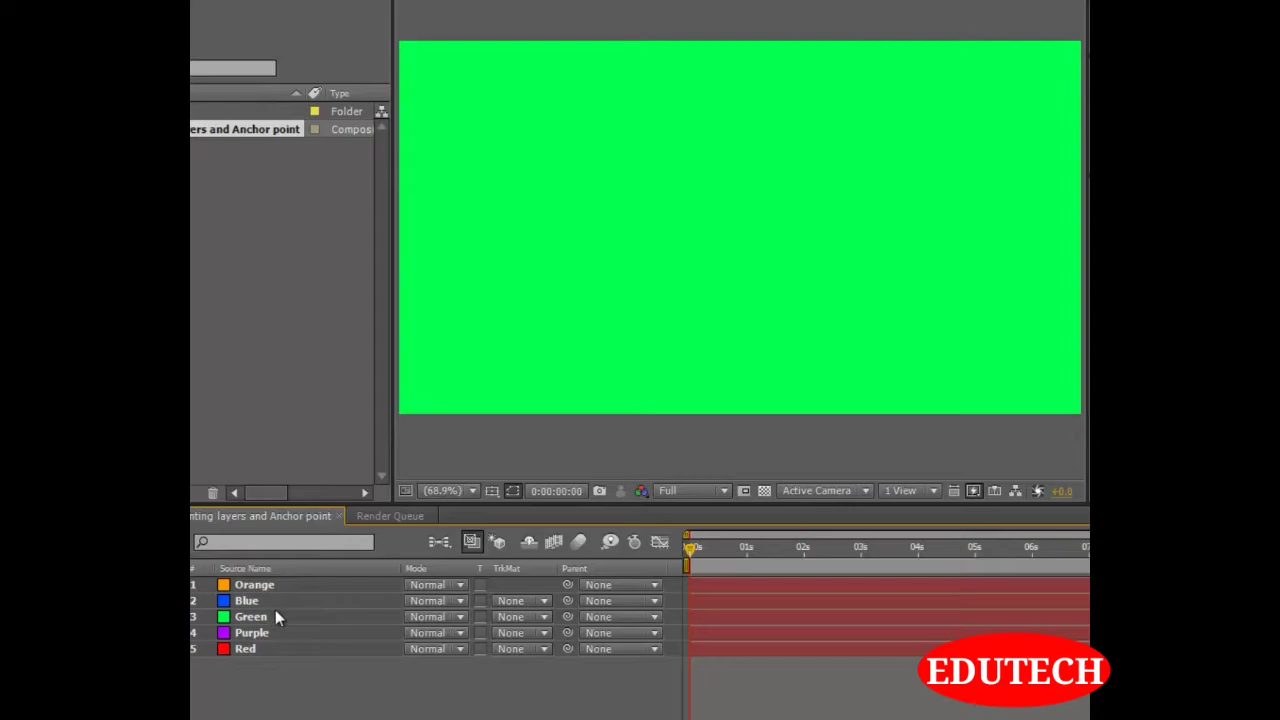 Type
Folder
ers and Anchor point
Compos
(68.9%)
0:00:00:00
Full
Active Camera
1 View
+0.0
nting layers and Anchor point
Render Queue
0s 01s 02s 03s 04s 05s 06s 07
# Source Name Mode T TrkMat Parent
1 Orange Normal None
2 Blue Normal None None
3 Green Normal None None
4 Purple Normal None None
5 Red Normal None None
EDUTECH